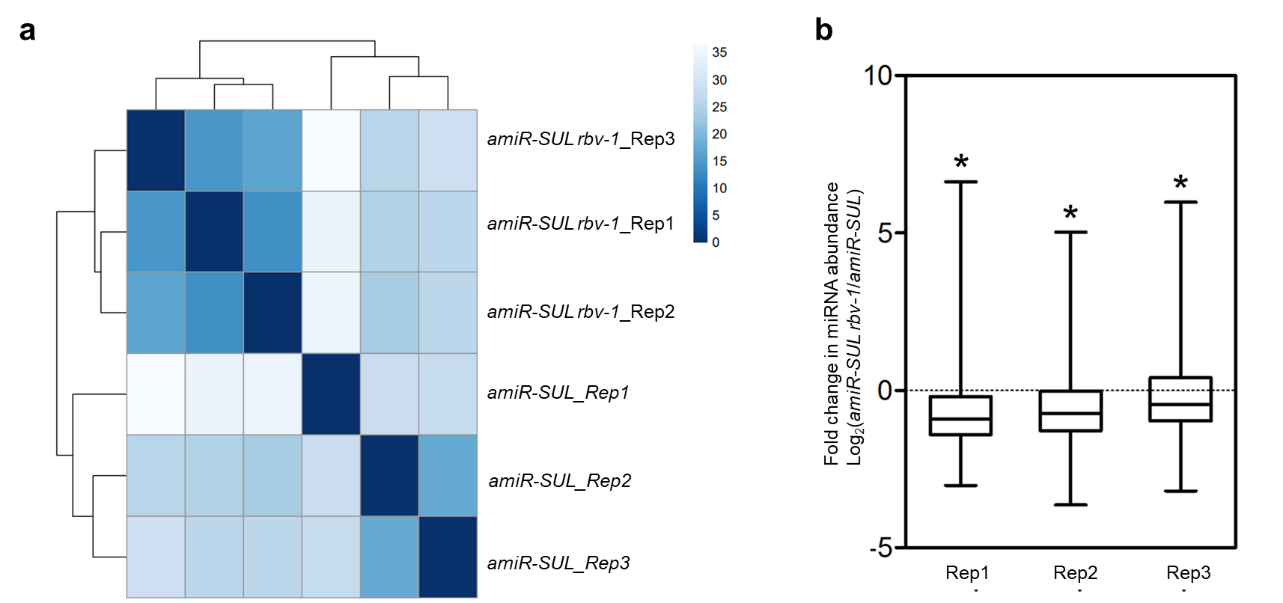 a
35
30
25
20
15
10
5
0
amiR-SUL rbv-1_Rep3
amiR-SUL rbv-1_Rep1
amiR-SUL rbv-1_Rep2
amiR-SUL_Rep1
amiR-SUL_Rep2
amiR-SUL_Rep3
b
Fold change in miRNA abundance
Log2(amiR-SUL rbv-1/amiR-SUL)
10
5
0
-5
*
*
*
Rep1
Rep2
Rep3